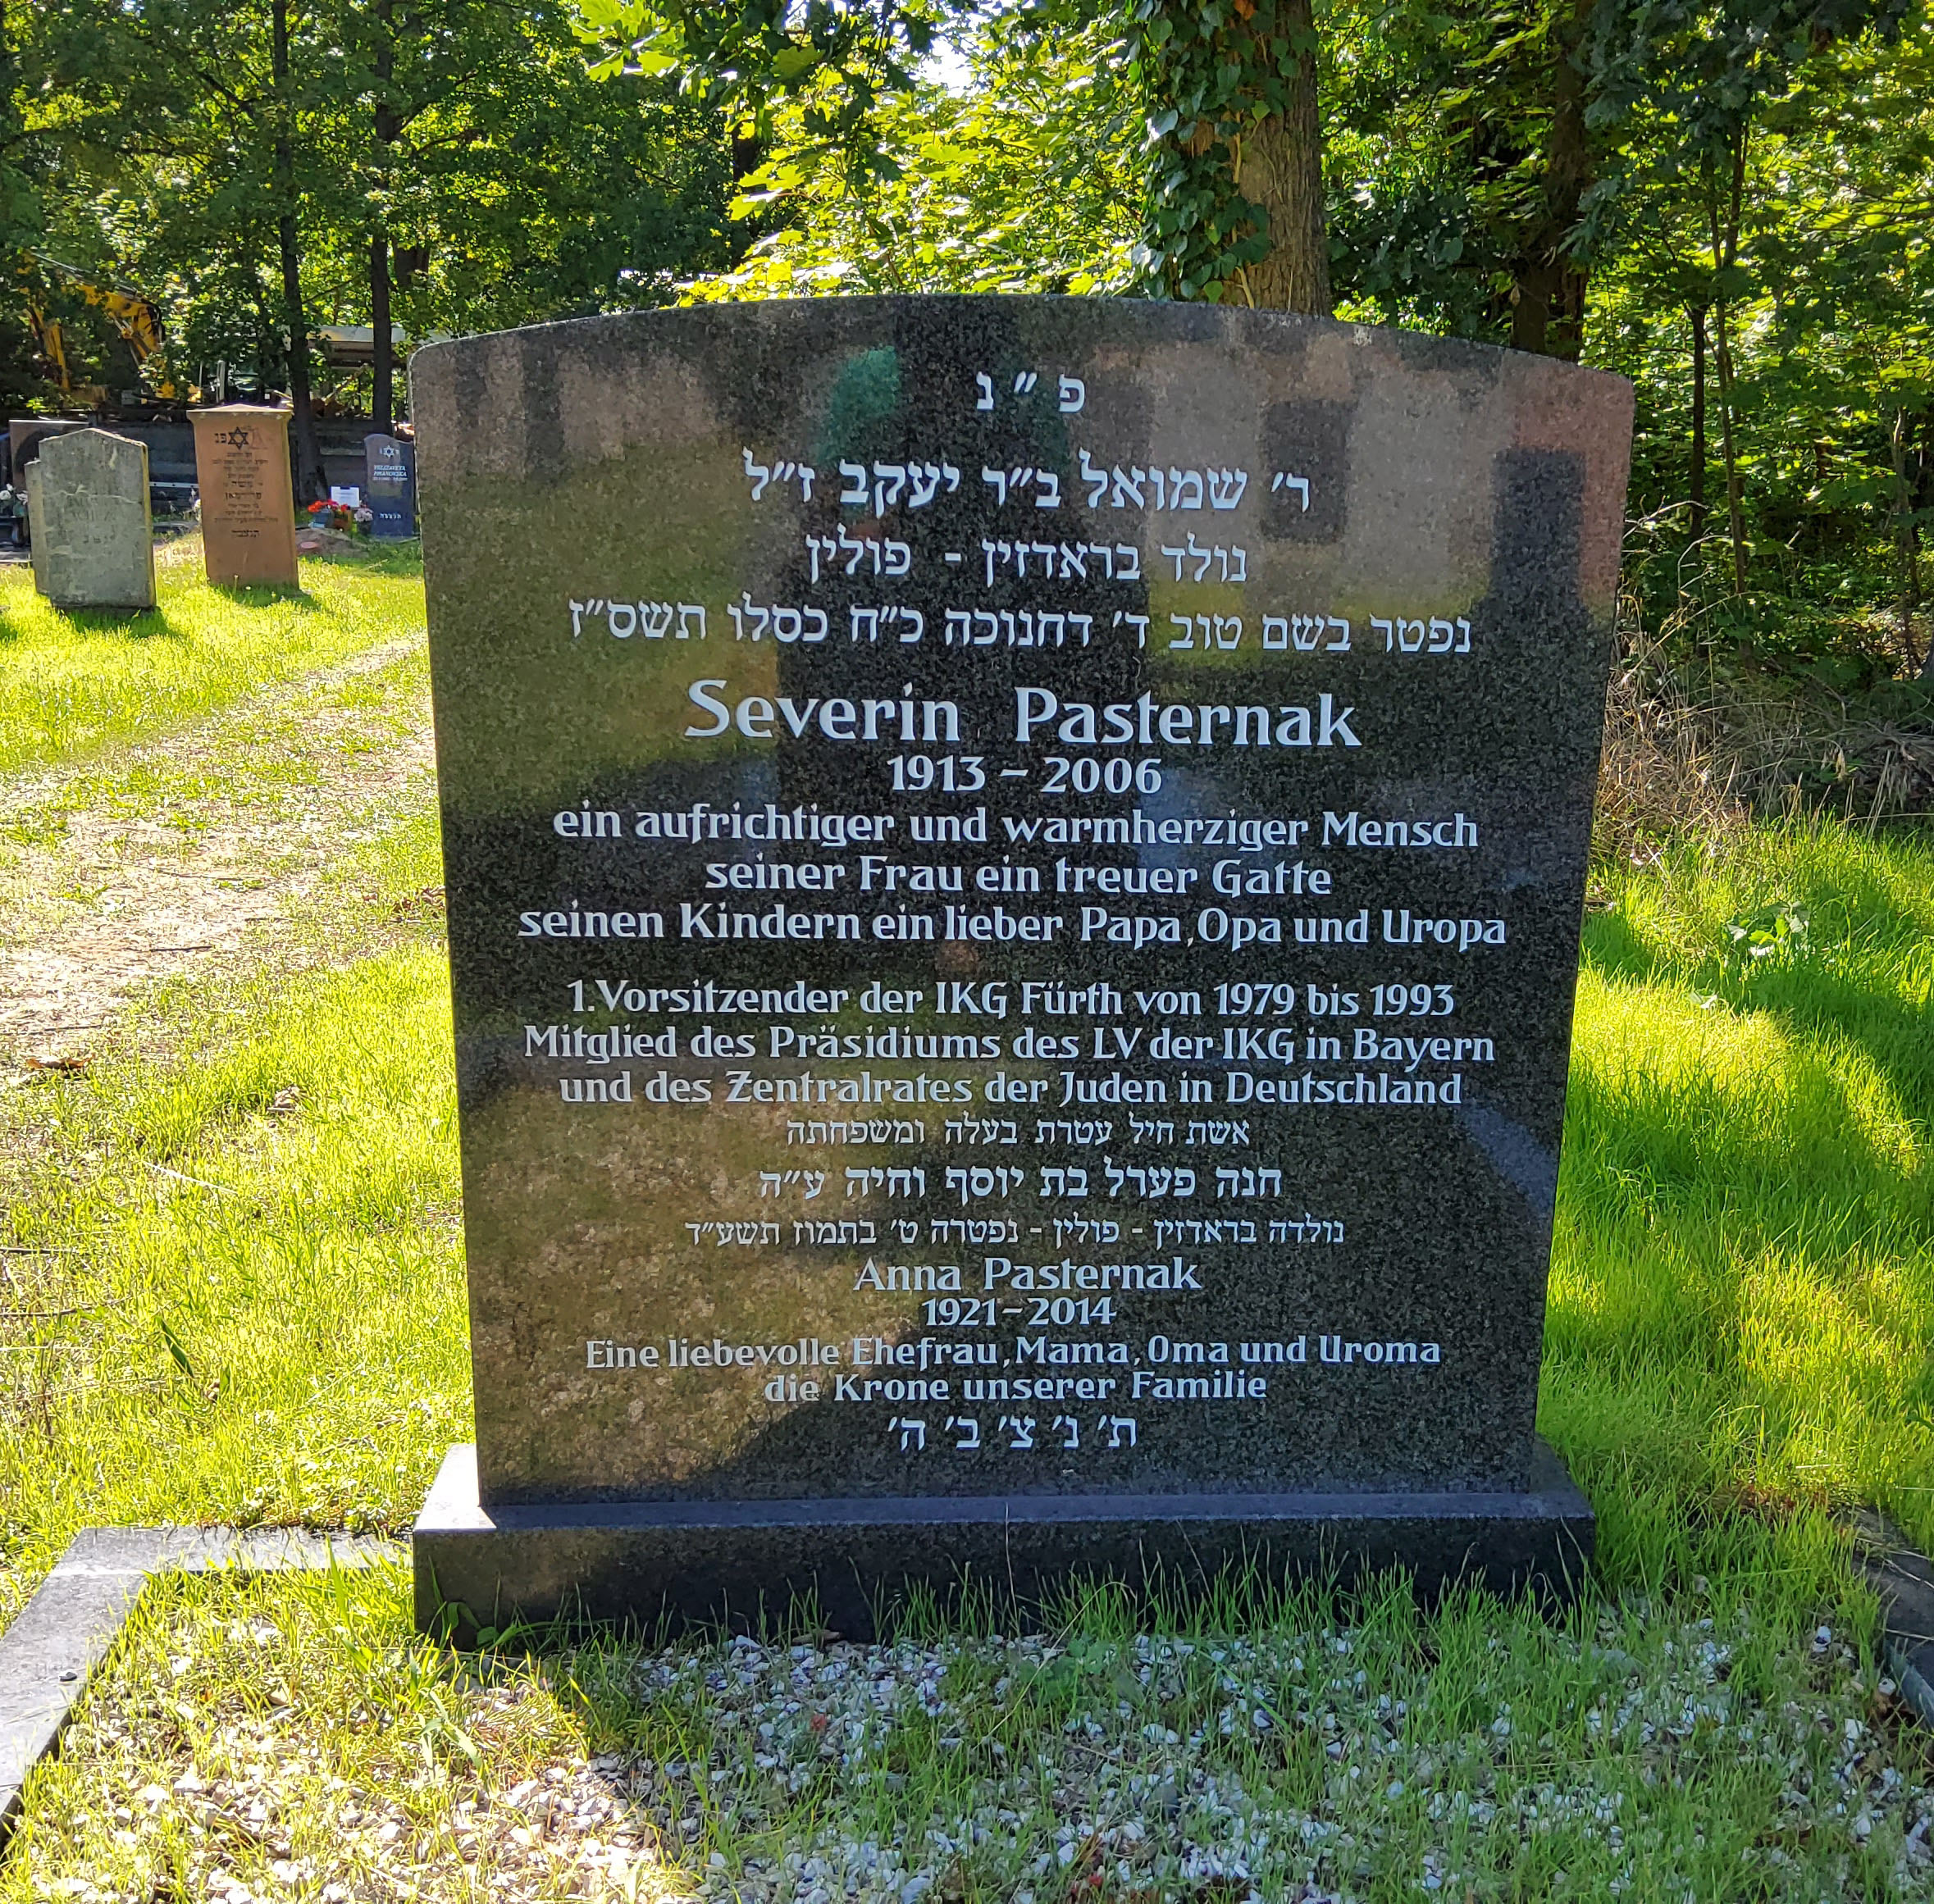 פ״נ
ר׳ שמואל ב״ר יעקב ז״ל
נולד בראדזין - פולין
נפטר בשם טוב ד׳ דחנוכה כ״ח כסלו תשס״ז
Severin Pasternak
1913 – 2006
ein aufrichtiger und warmherziger Mensch
seiner Frau ein treuer Gatte
seinen Kindern ein lieber Papa, Opa und Uropa
1. Vorsitzender der IKG Fürth von 1979 bis 1993
Mitglied des Präsidiums des LV der IKG in Bayern
und des Zentralrates der Juden in Deutschland
אשת חיל עטרת בעלה ומשפחתה
חנה פערל בת יוסף וחיה ע״ה
נולדה בראדזין - פולין - נפטרה ט׳ בתמוז תשע״ד
Anna Pasternak
1921 – 2014
Eine liebevolle Ehefrau, Mama, Oma und Uroma
die Krone unserer Familie
ת׳ נ׳ צ׳ ב׳ ה׳